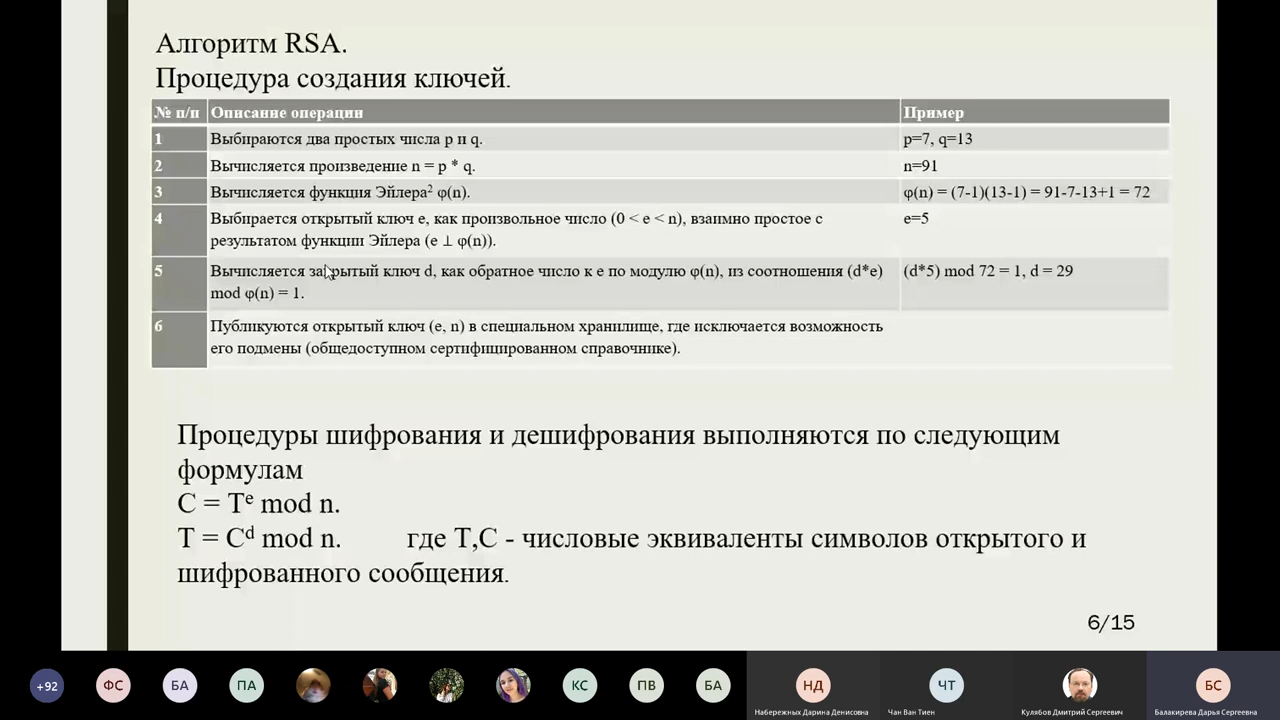 Алгоритм RSA.
Процедура создания ключей.
№ п/п Описание операции Пример
1 Выбираются два простых числа p и q. p=7, q=13
2 Вычисляется произведение n = p * q. n=91
3 Вычисляется функция Эйлера² φ(n). φ(n) = (7-1)(13-1) = 91-7-13+1 = 72
4 Выбирается открытый ключ e, как произвольное число (0 < e < n), взаимно простое с e=5
результатом функции Эйлера (e ⊥ φ(n)).
5 Вычисляется закрытый ключ d, как обратное число к e по модулю φ(n), из соотношения (d*e) (d*5) mod 72 = 1, d = 29
mod φ(n) = 1.
6 Публикуются открытый ключ (e, n) в специальном хранилище, где исключается возможность
его подмены (общедоступном сертифицированном справочнике).
Процедуры шифрования и дешифрования выполняются по следующим
формулам
C = Tᵉ mod n.
T = Cᵈ mod n. где T,C - числовые эквиваленты символов открытого и
шифрованного сообщения.
6/15
+92 ФС БА ПА КС ПВ БА НД ЧТ БС
Набережных Дарина Денисовна Чан Ван Тиен Кулябов Дмитрий Сергеевич Балакирева Дарья Сергеевна